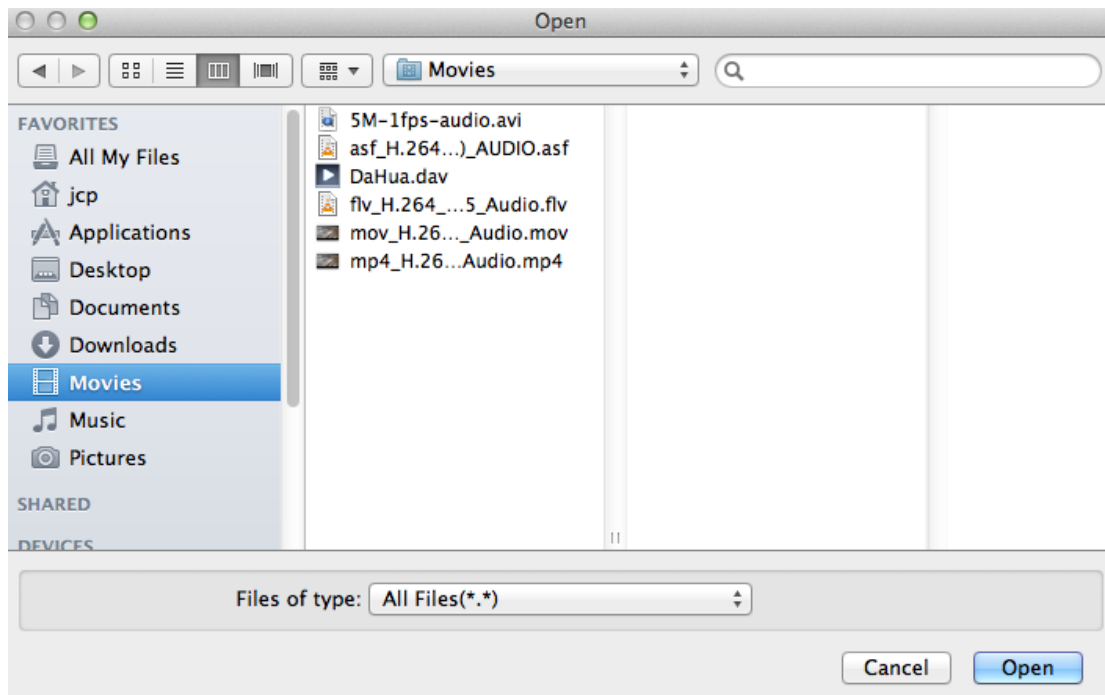 Open
Movies
FAVORITES
All My Files
jcp
Applications
Desktop
Documents
Downloads
Movies
Music
Pictures
SHARED
DEVICES
5M-1fps-audio.avi
asf_H.264...)_AUDIO.asf
DaHua.dav
flv_H.264_...5_Audio.flv
mov_H.26..._Audio.mov
mp4_H.26...Audio.mp4
Files of type: All Files(*.*)
Cancel Open